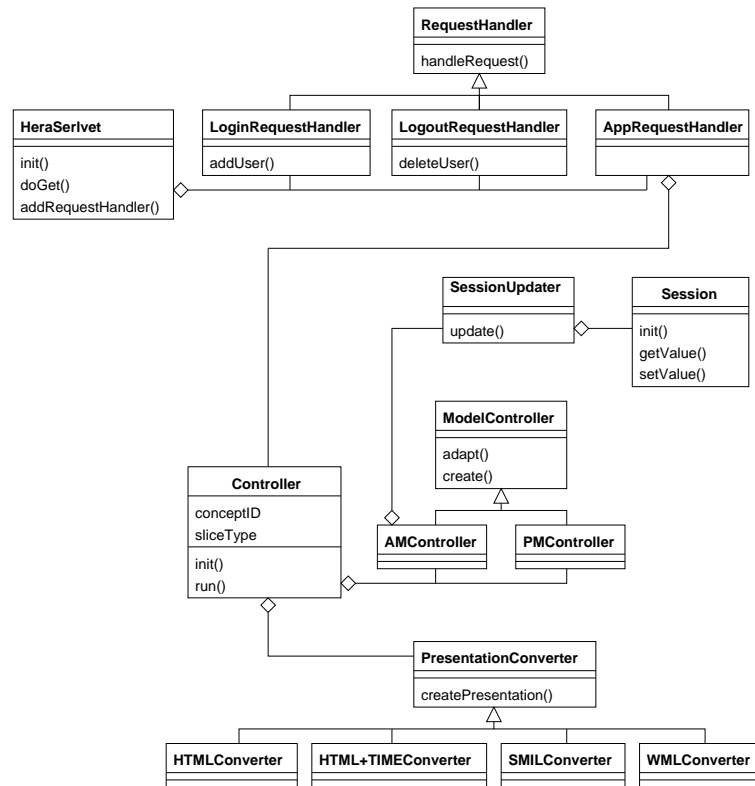 RequestHandler
handleRequest()
HeraSerlvet
init()
doGet()
addRequestHandler()
LoginRequestHandler
addUser()
LogoutRequestHandler
deleteUser()
AppRequestHandler
SessionUpdater
update()
Session
init()
getValue()
setValue()
ModelController
adapt()
create()
Controller
conceptID
sliceType
init()
run()
AMController
PMController
PresentationConverter
createPresentation()
HTMLConverter
HTML+TIMEConverter
SMILConverter
WMLConverter